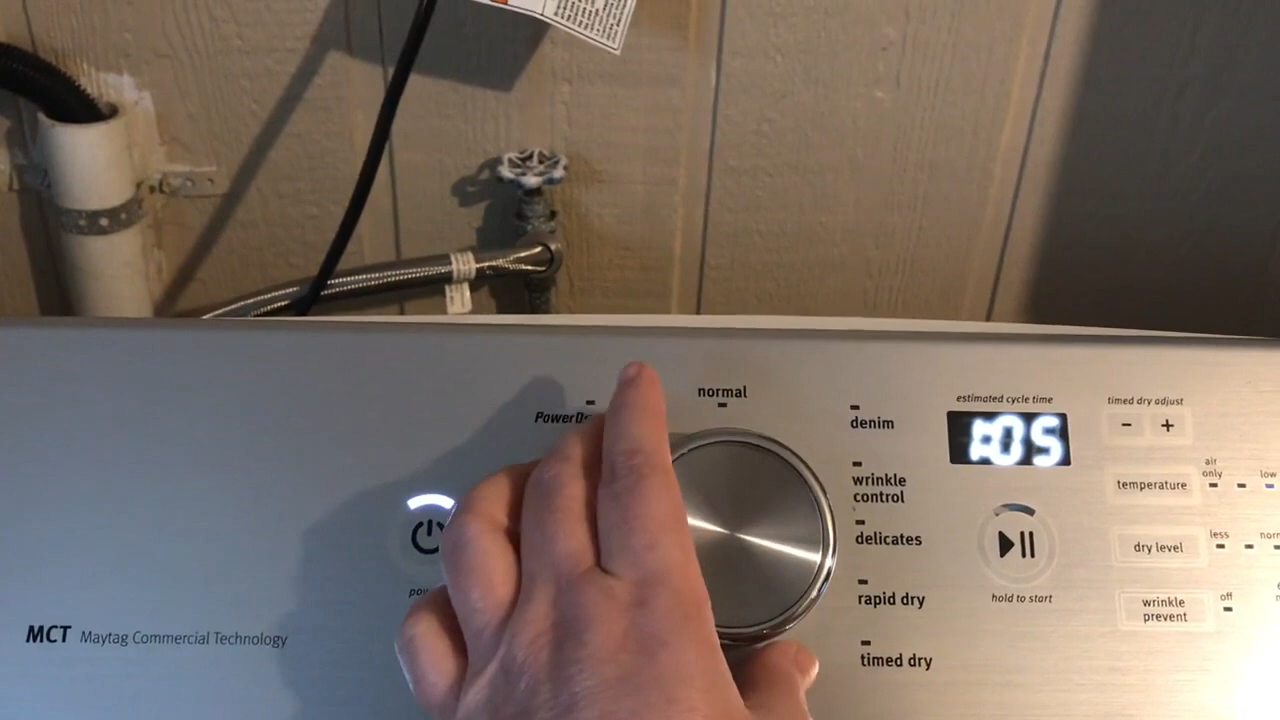 normal
PowerDr
denim
wrinkle
control
delicates
rapid dry
timed dry
estimated cycle time
1:05
hold to start
timed dry adjust
- +
temperature
air
only
low
dry level
less
wrinkle
prevent
off
MCT Maytag Commercial Technology